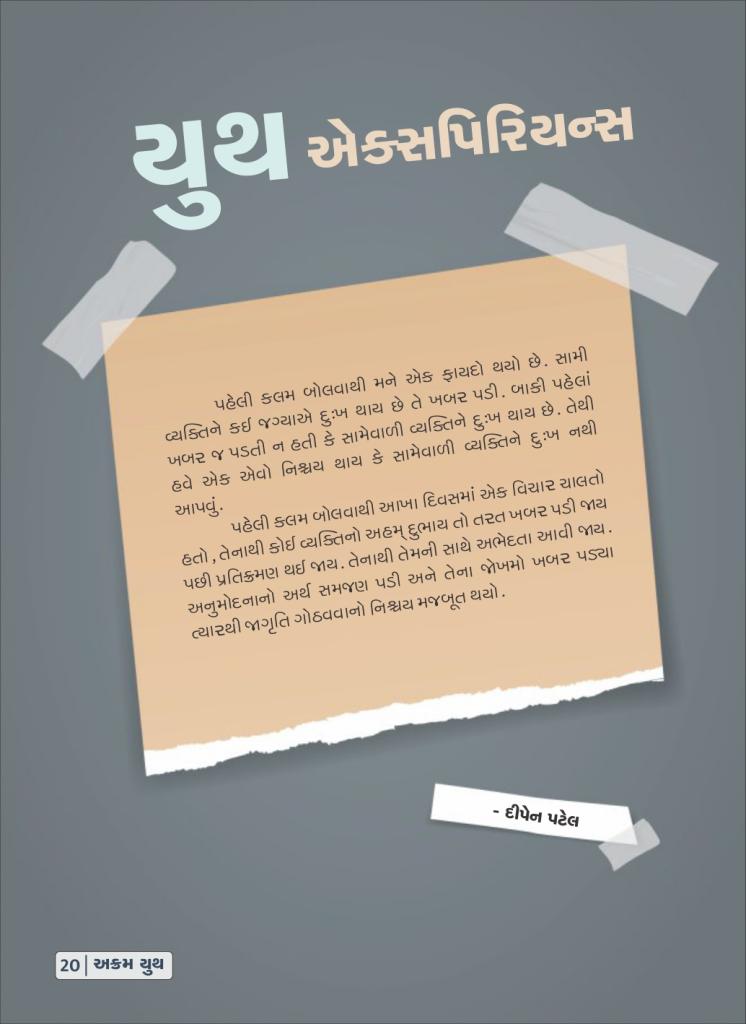 યુથ એક્સપિરિયન્સ
પહેલી કલમ બોલવાથી મને એક ફાયદો થયો છે. સામી
વ્યક્તિને કઈ જગ્યાએ દુઃખ થાય છે તે ખબર પડી. બાકી પહેલાં
ખબર જ પડતી ન હતી કે સામેવાળી વ્યક્તિને દુઃખ થાય છે. તેથી
હવે એક એવો નિશ્ચય થાય કે સામેવાળી વ્યક્તિને દુઃખ નથી
આપવું.
પહેલી કલમ બોલવાથી આખા દિવસમાં એક વિચાર ચાલતો
હતો, તેનાથી કોઈ વ્યક્તિનો અહમ્ દુભાય તો તરત ખબર પડી જાય
પછી પ્રતિક્રમણ થઈ જાય. તેનાથી તેમની સાથે અભેદતા આવી જાય.
અનુમોદનાનો અર્થ સમજણ પડી અને તેના જોખમો ખબર પડ્યા
ત્યારથી જાગૃતિ ગોઠવવાનો નિશ્ચય મજબૂત થયો.
- દીપેન પટેલ
20 | અક્રમ યુથ